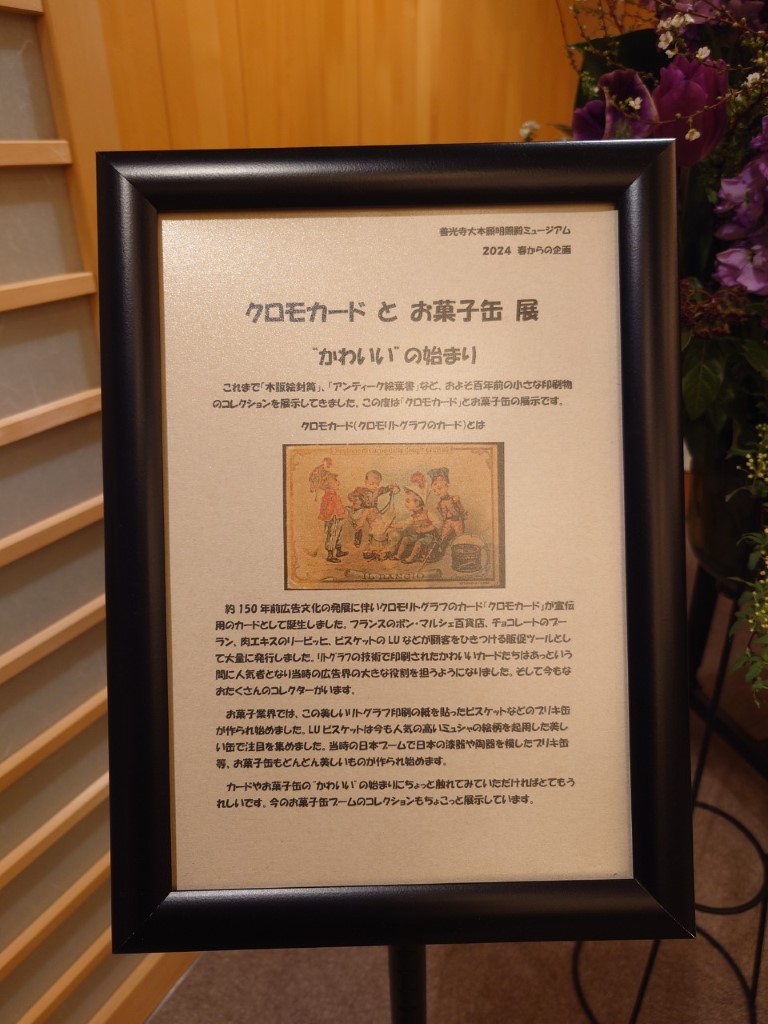 善光寺大本願明照殿ミュージアム
2024 春からの企画
クロモカード と お菓子缶 展
“かわいい”の始まり
これまで「木版絵封筒」、「アンティーク絵葉書」など、およそ百年前の小さな印刷物
のコレクションを展示してきました。この度は「クロモカード」とお菓子缶の展示です。
クロモカード(クロモリトグラフのカード)とは
約 150 年前広告文化の発展に伴いクロモリトグラフのカード「クロモカード」が宣伝
用のカードとして誕生しました。フランスのボン・マルシェ百貨店、チョコレートのプー
ラン、肉エキスのリービッヒ、ビスケットの LU などが顧客をひきつける販促ツールとし
て大量に発行しました。リトグラフの技術で印刷されたかわいいカードたちはあっという
間に人気者となり当時の広告界の大きな役割を担うようになりました。そして今もな
おたくさんのコレクターがいます。
お菓子業界では、この美しいリトグラフ印刷の紙を貼ったビスケットなどのブリキ缶
が作られ始めました。LU ビスケットは今も人気の高いミュシャの絵柄を起用した美し
い缶で注目を集めました。当時の日本ブームで日本の漆器や陶器を模したブリキ缶
等、お菓子缶もどんどん美しいものが作られ始めます。
カードやお菓子缶の“かわいい”の始まりにちょっと触れてみていただければとてもう
れしいです。今のお菓子缶ブームのコレクションもちょこっと展示しています。